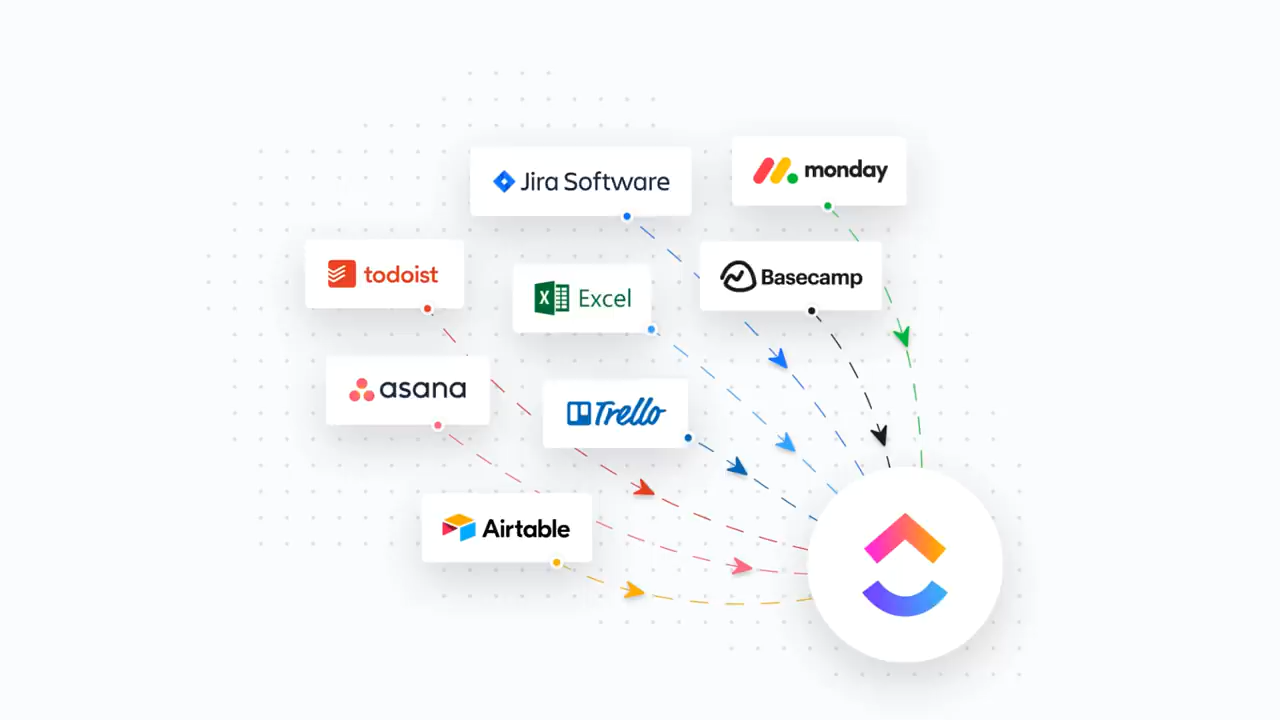 monday
Jira Software
todoist
Basecamp
Excel
asana
Trello
Airtable